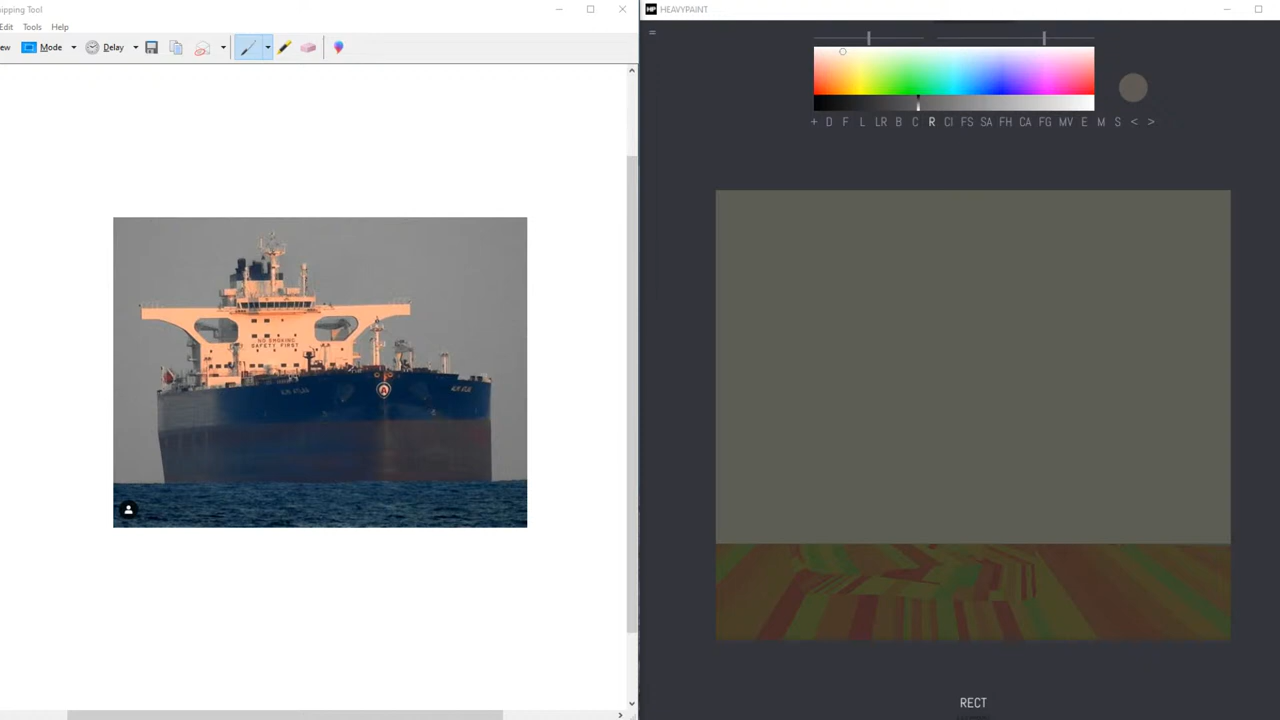 ipping Tool
HP HEAVYPAINT
Edit Tools Help
ew Mode Delay
+ D F L LR B C R CI FS SA FH CA FG MV E M S < >
NO SMOKING
SAFETY FIRST
A
RECT